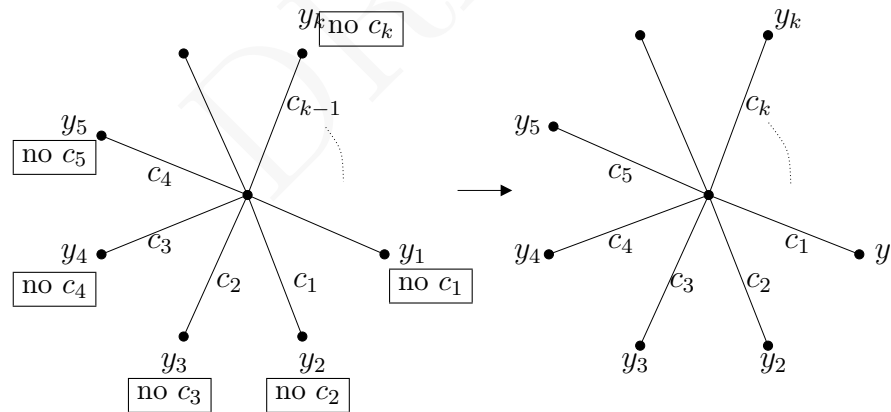 y_k
no c_k
y_k
c_{k-1}
c_k
y_5
no c_5
y_5
c_4
c_5
y_4
no c_4
c_3
y_4
c_4
y_1
no c_1
c_1
y
c_2
c_1
c_3
c_2
y_3
no c_3
y_2
no c_2
y_3
y_2